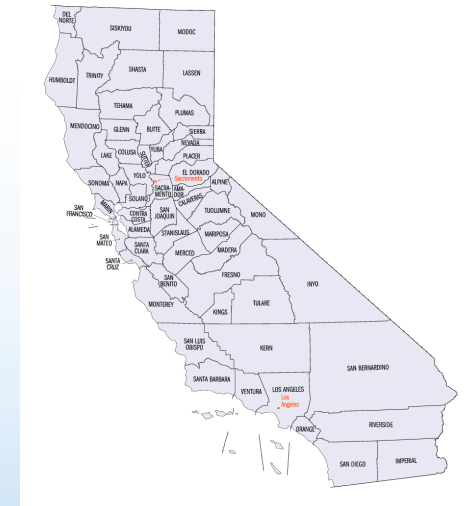 DEL
NORTE
SISKIYOU
MODOC
HUMBOLDT
TRINITY
SHASTA
LASSEN
TEHAMA
PLUMAS
MENDOCINO
GLENN
BUTTE
SIERRA
NEVADA
COLUSA
SUTTER
YUBA
PLACER
LAKE
YOLO
EL DORADO
Sacramento
ALPINE
SONOMA
NAPA
SACRA-
MENTO
AMA-
DOR
SOLANO
CALAVERAS
MARIN
SAN
FRANCISCO
CONTRA
COSTA
SAN
JOAQUIN
TUOLUMNE
MONO
ALAMEDA
STANISLAUS
MARIPOSA
SAN
MATEO
SANTA
CLARA
MERCED
MADERA
SANTA
CRUZ
SAN
BENITO
FRESNO
INYO
MONTEREY
KINGS
TULARE
SAN LUIS
OBISPO
KERN
SAN BERNARDINO
SANTA BARBARA
VENTURA
LOS ANGELES
Los
Angeles
ORANGE
RIVERSIDE
SAN DIEGO
IMPERIAL